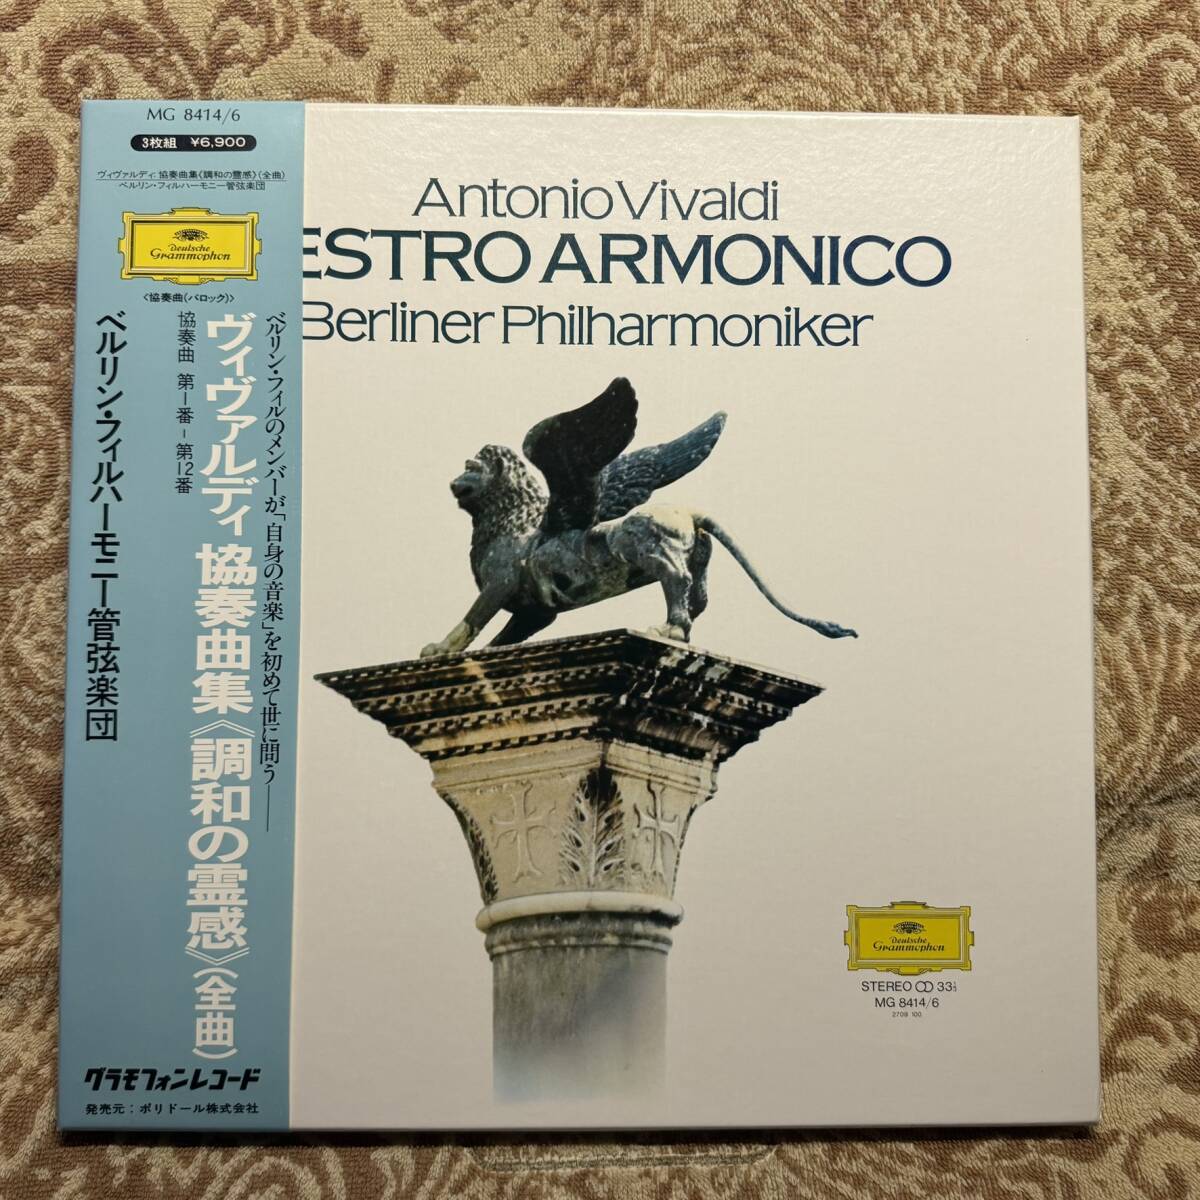 MG 8414/6
3枚組 ¥6,900
ヴィヴァルディ:協奏曲集《調和の霊感》(全曲)
ベルリン・フィルハーモニー管弦楽団
Deutsche
Grammophon
<協奏曲(バロック)>
ベルリン・フィルのメンバーが「自身の音楽」を初めて世に問う——
ヴィヴァルディ 協奏曲集《調和の霊感》(全曲)
協奏曲 第1番-第12番
ベルリン・フィルハーモニー管弦楽団
グラモフォンレコード
発売元:ポリドール株式会社
Antonio Vivaldi
ESTRO ARMONICO
Berliner Philharmoniker
Deutsche
Grammophon
STEREO 33⅓
MG 8414/6
2709 100